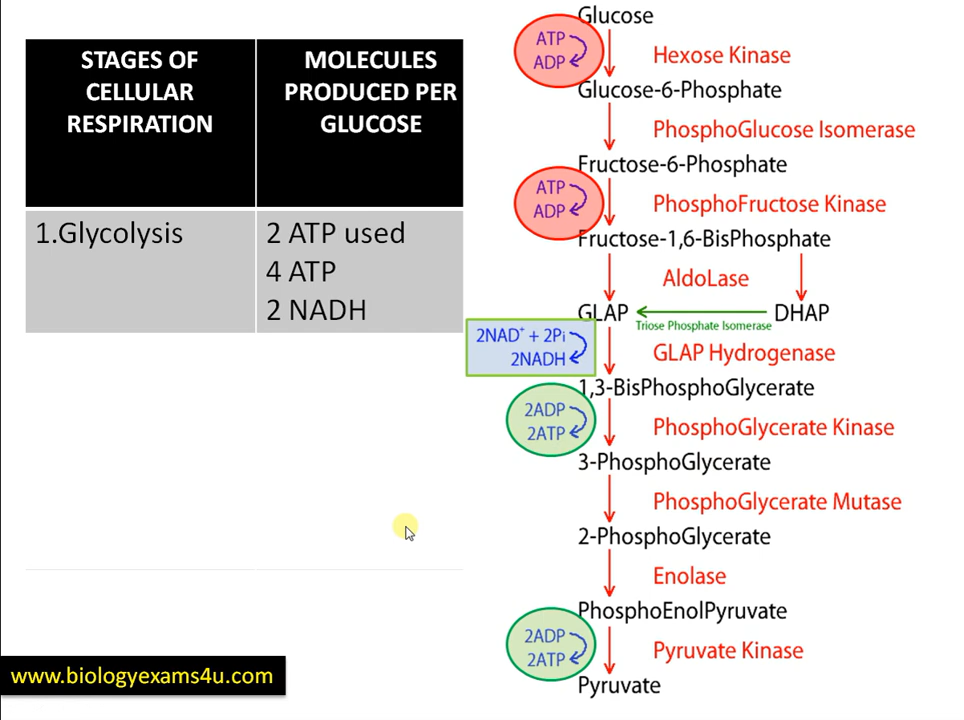 STAGES OF
CELLULAR
RESPIRATION
MOLECULES
PRODUCED PER
GLUCOSE
1.Glycolysis
2 ATP used
4 ATP
2 NADH
Glucose
ATP
ADP
Hexose Kinase
Glucose-6-Phosphate
PhosphoGlucose Isomerase
Fructose-6-Phosphate
ATP
ADP
PhosphoFructose Kinase
Fructose-1,6-BisPhosphate
AldoLase
GLAP
DHAP
Triose Phosphate Isomerase
2NAD⁺ + 2Pi
2NADH
GLAP Hydrogenase
1,3-BisPhosphoGlycerate
2ADP
2ATP
PhosphoGlycerate Kinase
3-PhosphoGlycerate
PhosphoGlycerate Mutase
2-PhosphoGlycerate
Enolase
PhosphoEnolPyruvate
2ADP
2ATP
Pyruvate Kinase
Pyruvate
www.biologyexams4u.com